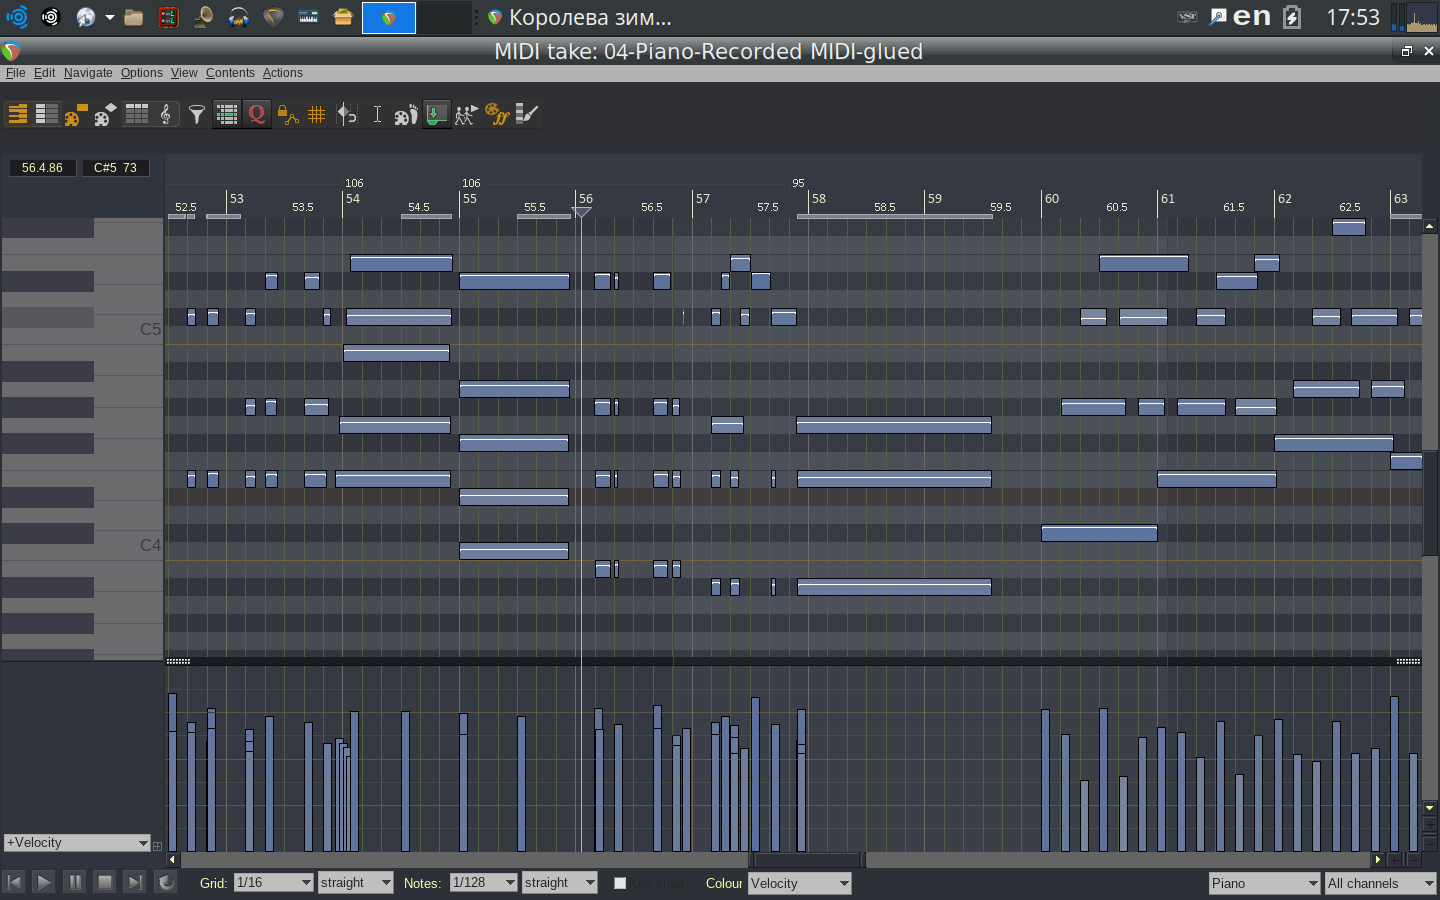 Королева зим...
VSTi
en
17:53
MIDI take: 04-Piano-Recorded MIDI-glued
File Edit Navigate Options View Contents Actions
Q
ff
56.4.86 C#5 73
106 106 95
53 54 55 56 57 58 59 60 61 62 63
52.5 53.5 54.5 55.5 56.5 57.5 58.5 59.5 60.5 61.5 62.5
C5
C4
+Velocity
Grid: 1/16 straight Notes: 1/128 straight Key snap Colour Velocity Piano All channels